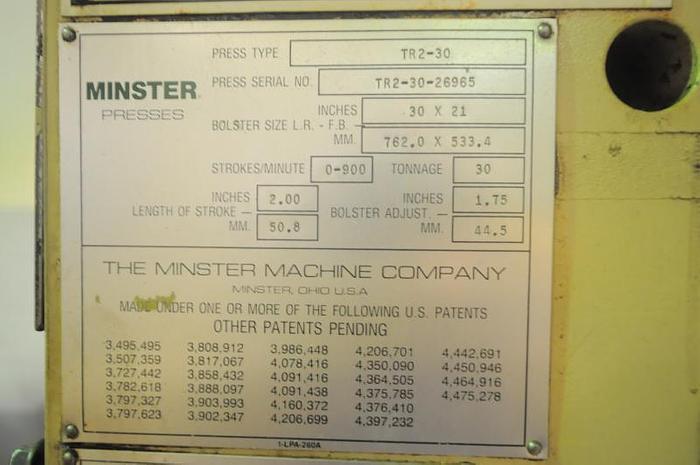 PRESS TYPE TR2-30
MINSTER
PRESSES
PRESS SERIAL NO. TR2-30-26965
INCHES 30 X 21
BOLSTER SIZE L.R. - F.B. —
MM. 762.0 X 533.4
STROKES/MINUTE 0-900 TONNAGE 30
INCHES 2.00 INCHES 1.75
LENGTH OF STROKE — BOLSTER ADJUST. —
MM. 50.8 MM. 44.5
THE MINSTER MACHINE COMPANY
MINSTER, OHIO U.S.A
MADE UNDER ONE OR MORE OF THE FOLLOWING U.S. PATENTS
OTHER PATENTS PENDING
3,495,495 3,808,912 3,986,448 4,206,701 4,442,691
3,507,359 3,817,067 4,078,416 4,350,090 4,450,946
3,727,442 3,858,432 4,091,416 4,364,505 4,464,916
3,782,618 3,888,097 4,091,438 4,375,785 4,475,278
3,797,327 3,903,993 4,160,372 4,376,410
3,797,623 3,902,347 4,206,699 4,397,232
1-LPA-260A